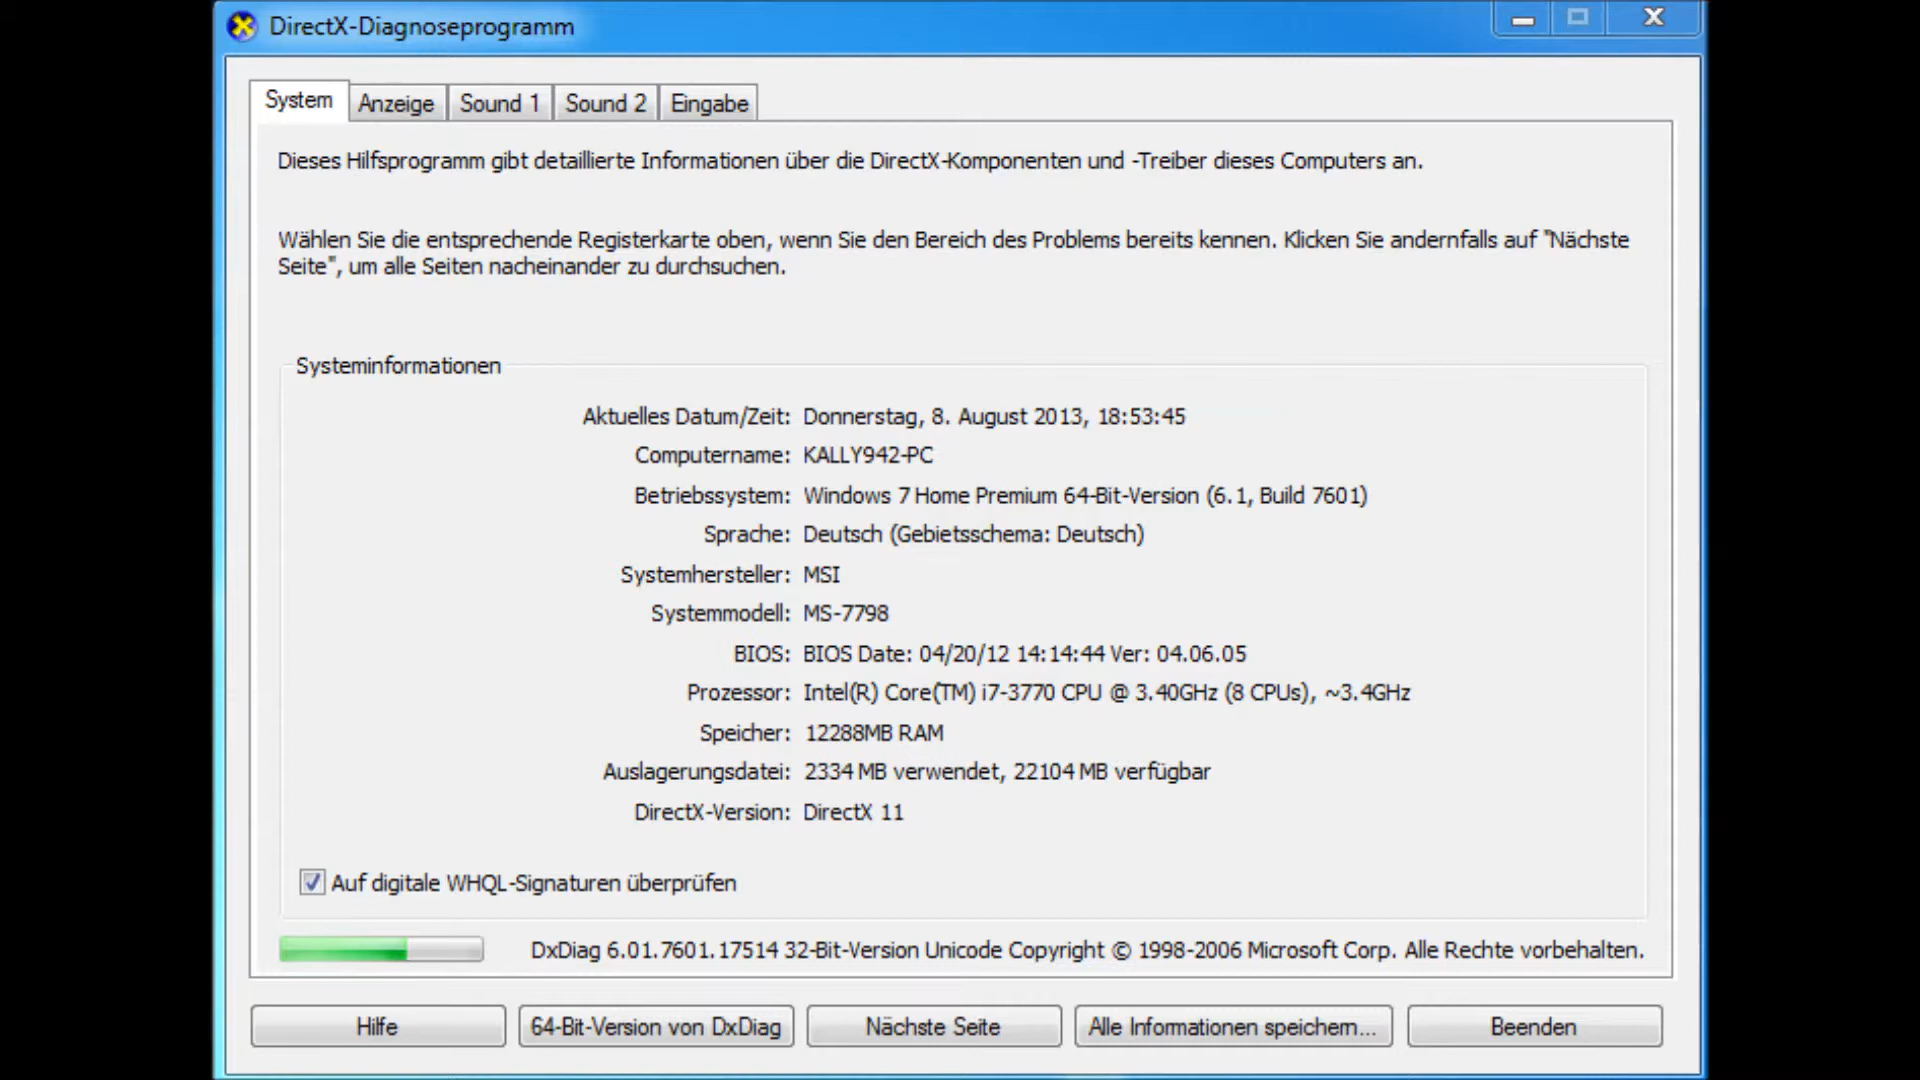 DirectX-Diagnoseprogramm
System Anzeige Sound 1 Sound 2 Eingabe
Dieses Hilfsprogramm gibt detaillierte Informationen über die DirectX-Komponenten und -Treiber dieses Computers an.
Wählen Sie die entsprechende Registerkarte oben, wenn Sie den Bereich des Problems bereits kennen. Klicken Sie andernfalls auf "Nächste
Seite", um alle Seiten nacheinander zu durchsuchen.
Systeminformationen
Aktuelles Datum/Zeit: Donnerstag, 8. August 2013, 18:53:45
Computername: KALLY942-PC
Betriebssystem: Windows 7 Home Premium 64-Bit-Version (6.1, Build 7601)
Sprache: Deutsch (Gebietsschema: Deutsch)
Systemhersteller: MSI
Systemmodell: MS-7798
BIOS: BIOS Date: 04/20/12 14:14:44 Ver: 04.06.05
Prozessor: Intel(R) Core(TM) i7-3770 CPU @ 3.40GHz (8 CPUs), ~3.4GHz
Speicher: 12288MB RAM
Auslagerungsdatei: 2334 MB verwendet, 22104 MB verfügbar
DirectX-Version: DirectX 11
Auf digitale WHQL-Signaturen überprüfen
DxDiag 6.01.7601.17514 32-Bit-Version Unicode Copyright © 1998-2006 Microsoft Corp. Alle Rechte vorbehalten.
Hilfe 64-Bit-Version von DxDiag Nächste Seite Alle Informationen speichern... Beenden